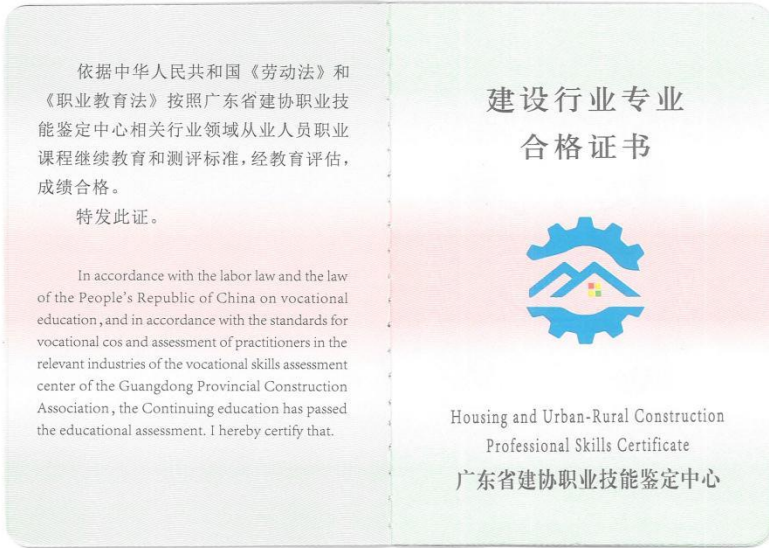 依据中华人民共和国《劳动法》和
《职业教育法》按照广东省建协职业技
能鉴定中心相关行业领域从业人员职业
课程继续教育和测评标准，经教育评估，
成绩合格。
特发此证。
In accordance with the labor law and the law
of the People's Republic of China on vocational
education, and in accordance with the standards for
vocational cos and assessment of practitioners in the
relevant industries of the vocational skills assessment
center of the Guangdong Provincial Construction
Association, the Continuing education has passed
the educational assessment. I hereby certify that.
建设行业专业
合格证书
Housing and Urban-Rural Construction
Professional Skills Certificate
广东省建协职业技能鉴定中心